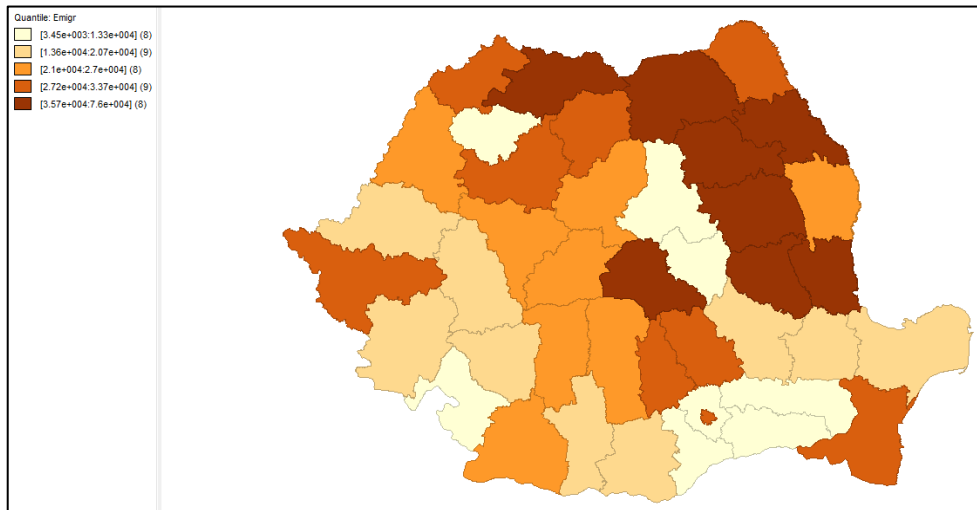 Quantile: Emigr
[3.45e+003:1.33e+004] (8)
[1.36e+004:2.07e+004] (9)
[2.1e+004:2.7e+004] (8)
[2.72e+004:3.37e+004] (9)
[3.57e+004:7.6e+004] (8)